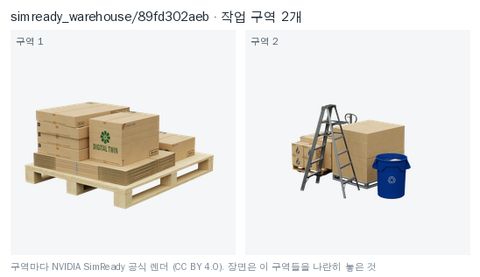 simready_warehouse/89fd302aeb · 작업 구역 2개
구역 1
구역 2
DIGITAL TWIN
구역마다 NVIDIA SimReady 공식 렌더 (CC BY 4.0). 장면은 이 구역들을 나란히 놓은 것